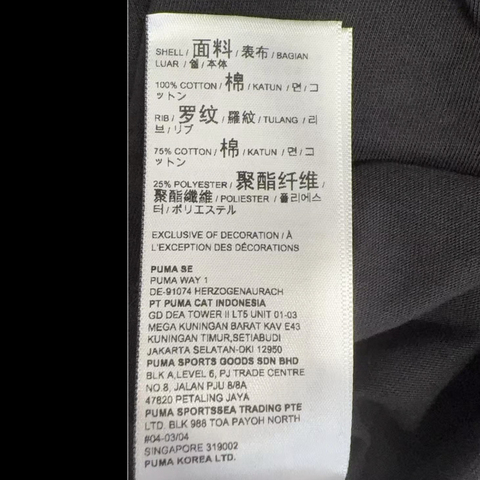 SHELL / 面料 / 表布 / BAGIAN
LUAR / 쉘 / 本体
100% COTTON / 棉 / KATUN / 면 / コ
ットン
RIB / 罗纹 / 羅紋 / TULANG / 리
브 / リブ
75% COTTON / 棉 / KATUN / 면 / コ
ットン
25% POLYESTER / 聚酯纤维 /
聚酯纖維 / POLIESTER / 폴리에스
터 / ポリエステル
EXCLUSIVE OF DECORATION / À
L'EXCEPTION DES DÉCORATIONS
PUMA SE
PUMA WAY 1
DE-91074 HERZOGENAURACH
PT PUMA CAT INDONESIA
GD DEA TOWER II LT5 UNIT 01-03
MEGA KUNINGAN BARAT KAV E43
KUNINGAN TIMUR,SETIABUDI
JAKARTA SELATAN-DKI 12950
PUMA SPORTS GOODS SDN BHD
BLK A,LEVEL 6, PJ TRADE CENTRE
NO.8, JALAN PJU 8/8A
47820 PETALING JAYA
PUMA SPORTSSEA TRADING PTE
LTD. BLK 988 TOA PAYOH NORTH
#04-03/04
SINGAPORE 319002
PUMA KOREA LTD.